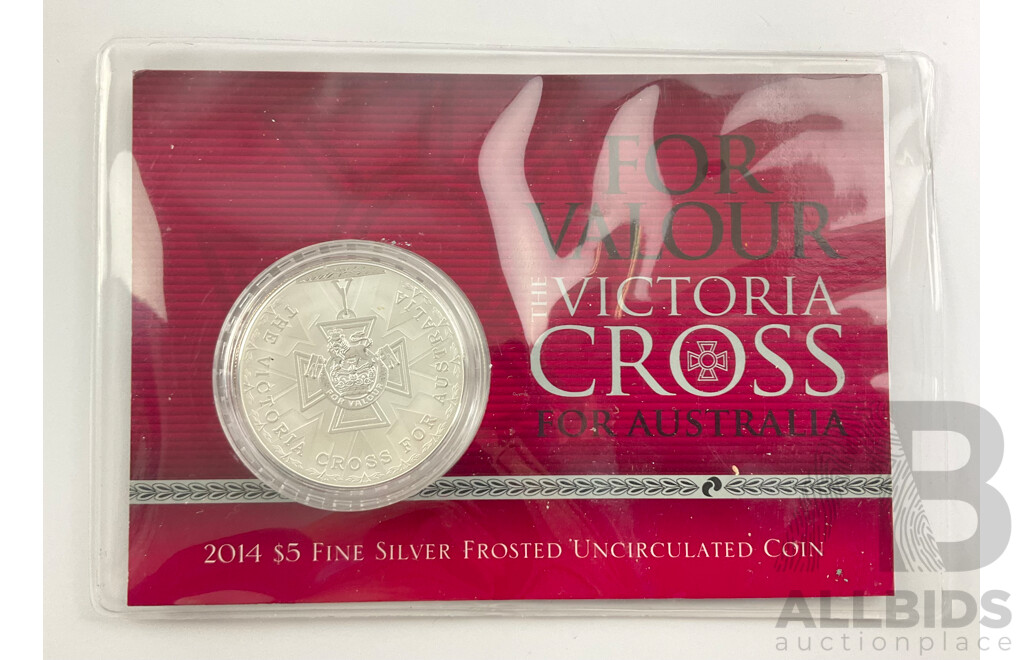 FOR
VALOUR
THE VICTORIA
CROSS
FOR AUSTRALIA
THE VICTORIA CROSS FOR AUSTRALIA
FOR VALOUR
2014 $5 FINE SILVER FROSTED UNCIRCULATED COIN
B
ALLBIDS
auctionplace